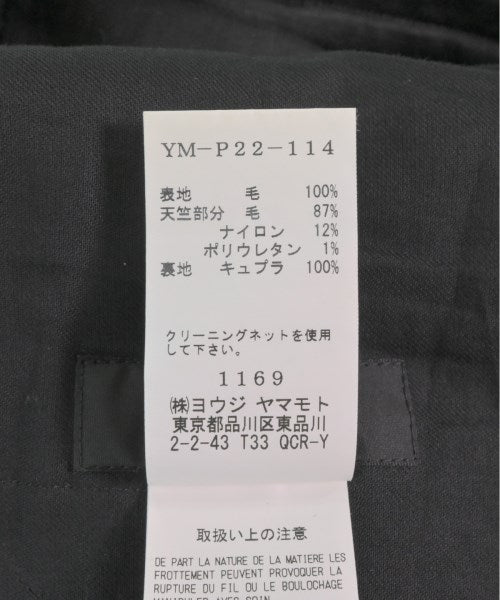 YM-P22-114
表地 毛 100%
天竺部分 毛 87%
ナイロン 12%
ポリウレタン 1%
裏地 キュプラ 100%
クリーニングネットを使用
して下さい。
1169
㈱ヨウジ ヤマモト
東京都品川区東品川
2-2-43 T33 QCR-Y
取扱い上の注意
DE PART LA NATURE DE LA MATIERE LES
FROTTEMENT PEUVENT PROVOQUER LA
RUPTURE DU FIL OU LE BOULOCHAGE
MANIPULER AVEC SOIN